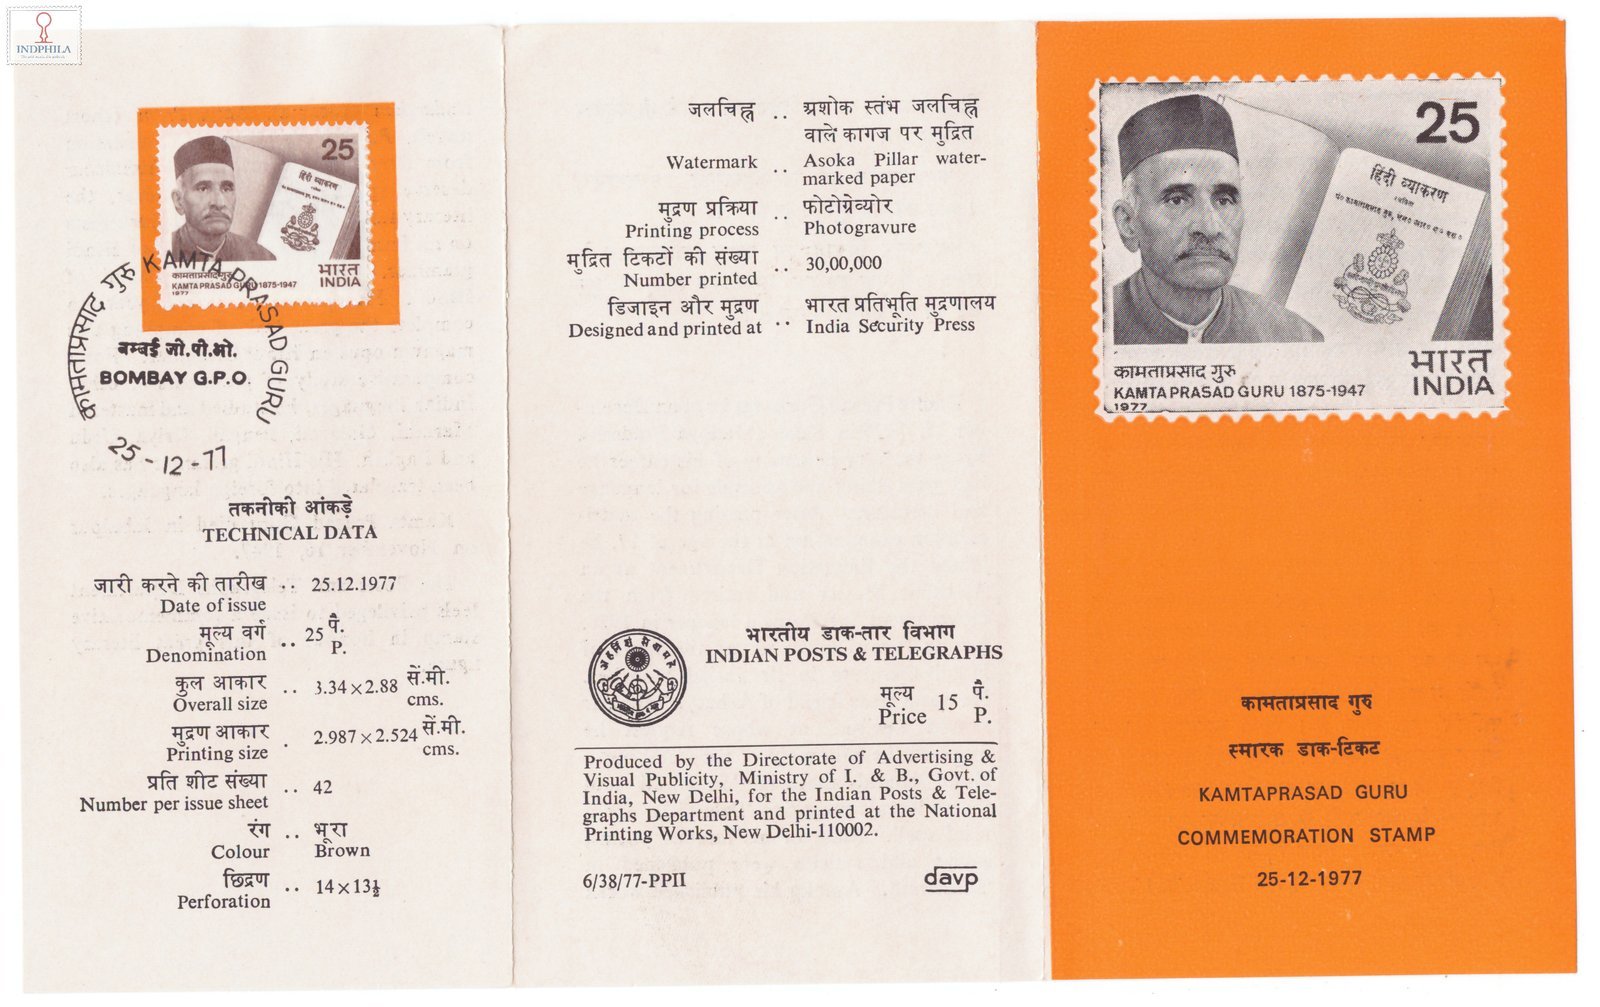 INDPHILA
25
हिंदी व्याकरण
कामताप्रसाद गुरु
KAMTA PRASAD GURU 1875-1947
1977
भारत
INDIA
कामताप्रसाद गुरु KAMTA PRASAD GURU
बम्बई जी.पी.ओ.
BOMBAY G.P.O.
25-12-77
तकनीकी आंकड़े
TECHNICAL DATA
जारी करने की तारीख .. 25.12.1977
Date of issue
मूल्य वर्ग .. 25 पै.
Denomination P.
कुल आकार .. 3.34 × 2.88 सें.मी.
Overall size cms.
मुद्रण आकार . 2.987 × 2.524 सें.मी.
Printing size cms.
प्रति शीट संख्या .. 42
Number per issue sheet
रंग .. भूरा
Colour Brown
छिद्रण .. 14 × 13½
Perforation
जलचिह्न .. अशोक स्तंभ जलचिह्न
वाले कागज पर मुद्रित
Watermark .. Asoka Pillar water-
marked paper
मुद्रण प्रक्रिया .. फोटोग्रेव्योर
Printing process Photogravure
मुद्रित टिकटों की संख्या .. 30,00,000
Number printed
डिजाइन और मुद्रण .. भारत प्रतिभूति मुद्रणालय
Designed and printed at India Security Press
भारतीय डाक-तार विभाग
INDIAN POSTS & TELEGRAPHS
मूल्य 15 पै.
Price P.
Produced by the Directorate of Advertising &
Visual Publicity, Ministry of I. & B., Govt. of
India, New Delhi, for the Indian Posts & Tele-
graphs Department and printed at the National
Printing Works, New Delhi-110002.
6/38/77-PPII davp
25
हिंदी व्याकरण
रचयिता
पं० कामताप्रसाद गुरु, एम० आर० ए० एस०
कामताप्रसाद गुरु
KAMTA PRASAD GURU 1875-1947
1977
भारत
INDIA
कामताप्रसाद गुरु
स्मारक डाक-टिकट
KAMTAPRASAD GURU
COMMEMORATION STAMP
25-12-1977